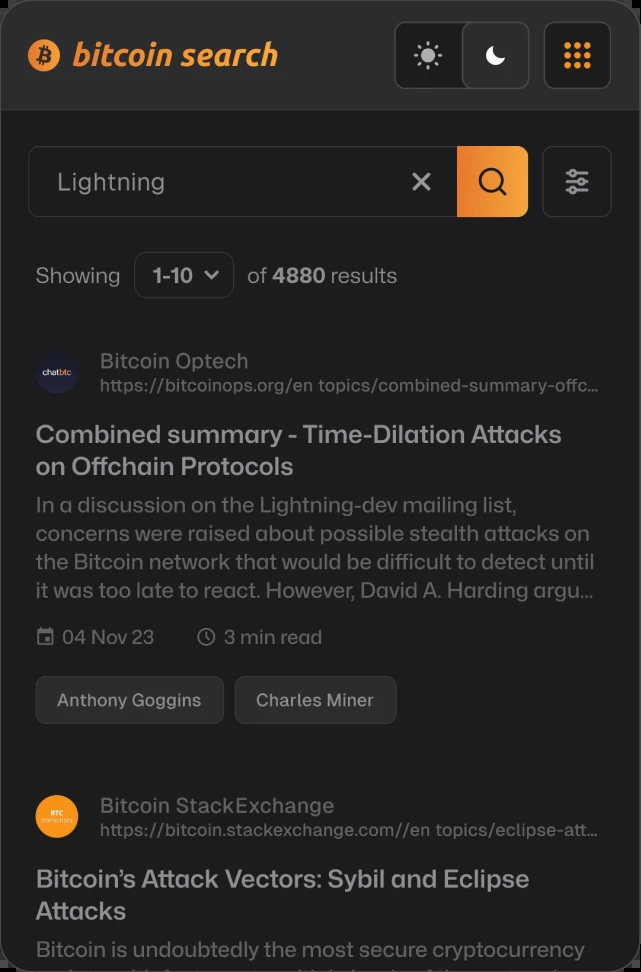 bitcoin search
Lightning
Showing 1-10 of 4880 results
chatbtc
Bitcoin Optech
https://bitcoinops.org/en topics/combined-summary-offc...
Combined summary - Time-Dilation Attacks
on Offchain Protocols
In a discussion on the Lightning-dev mailing list,
concerns were raised about possible stealth attacks on
the Bitcoin network that would be difficult to detect until
it was too late to react. However, David A. Harding argu...
04 Nov 23 3 min read
Anthony Goggins Charles Miner
BTC
Bitcoin StackExchange
https://bitcoin.stackexchange.com//en topics/eclipse-att...
Bitcoin’s Attack Vectors: Sybil and Eclipse
Attacks
Bitcoin is undoubtedly the most secure cryptocurrency